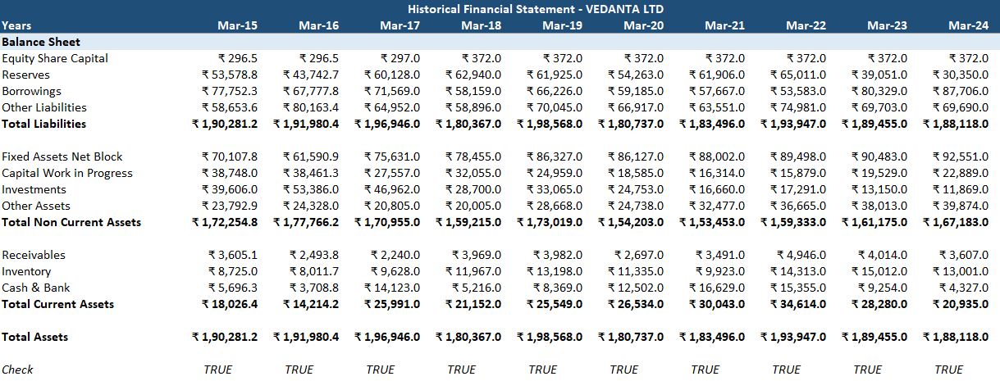 Historical Financial Statement - VEDANTA LTD
Years Mar-15 Mar-16 Mar-17 Mar-18 Mar-19 Mar-20 Mar-21 Mar-22 Mar-23 Mar-24
Balance Sheet
Equity Share Capital ₹ 296.5 ₹ 296.5 ₹ 297.0 ₹ 372.0 ₹ 372.0 ₹ 372.0 ₹ 372.0 ₹ 372.0 ₹ 372.0 ₹ 372.0
Reserves ₹ 53,578.8 ₹ 43,742.7 ₹ 60,128.0 ₹ 62,940.0 ₹ 61,925.0 ₹ 54,263.0 ₹ 61,906.0 ₹ 65,011.0 ₹ 39,051.0 ₹ 30,350.0
Borrowings ₹ 77,752.3 ₹ 67,777.8 ₹ 71,569.0 ₹ 58,159.0 ₹ 66,226.0 ₹ 59,185.0 ₹ 57,667.0 ₹ 53,583.0 ₹ 80,329.0 ₹ 87,706.0
Other Liabilities ₹ 58,653.6 ₹ 80,163.4 ₹ 64,952.0 ₹ 58,896.0 ₹ 70,045.0 ₹ 66,917.0 ₹ 63,551.0 ₹ 74,981.0 ₹ 69,703.0 ₹ 69,690.0
Total Liabilities ₹ 1,90,281.2 ₹ 1,91,980.4 ₹ 1,96,946.0 ₹ 1,80,367.0 ₹ 1,98,568.0 ₹ 1,80,737.0 ₹ 1,83,496.0 ₹ 1,93,947.0 ₹ 1,89,455.0 ₹ 1,88,118.0
Fixed Assets Net Block ₹ 70,107.8 ₹ 61,590.9 ₹ 75,631.0 ₹ 78,455.0 ₹ 86,327.0 ₹ 86,127.0 ₹ 88,002.0 ₹ 89,498.0 ₹ 90,483.0 ₹ 92,551.0
Capital Work in Progress ₹ 38,748.0 ₹ 38,461.3 ₹ 27,557.0 ₹ 32,055.0 ₹ 24,959.0 ₹ 18,585.0 ₹ 16,314.0 ₹ 15,879.0 ₹ 19,529.0 ₹ 22,889.0
Investments ₹ 39,606.0 ₹ 53,386.0 ₹ 46,962.0 ₹ 28,700.0 ₹ 33,065.0 ₹ 24,753.0 ₹ 16,660.0 ₹ 17,291.0 ₹ 13,150.0 ₹ 11,869.0
Other Assets ₹ 23,792.9 ₹ 24,328.0 ₹ 20,805.0 ₹ 20,005.0 ₹ 28,668.0 ₹ 24,738.0 ₹ 32,477.0 ₹ 36,665.0 ₹ 38,013.0 ₹ 39,874.0
Total Non Current Assets ₹ 1,72,254.8 ₹ 1,77,766.2 ₹ 1,70,955.0 ₹ 1,59,215.0 ₹ 1,73,019.0 ₹ 1,54,203.0 ₹ 1,53,453.0 ₹ 1,59,333.0 ₹ 1,61,175.0 ₹ 1,67,183.0
Receivables ₹ 3,605.1 ₹ 2,493.8 ₹ 2,240.0 ₹ 3,969.0 ₹ 3,982.0 ₹ 2,697.0 ₹ 3,491.0 ₹ 4,946.0 ₹ 4,014.0 ₹ 3,607.0
Inventory ₹ 8,725.0 ₹ 8,011.7 ₹ 9,628.0 ₹ 11,967.0 ₹ 13,198.0 ₹ 11,335.0 ₹ 9,923.0 ₹ 14,313.0 ₹ 15,012.0 ₹ 13,001.0
Cash & Bank ₹ 5,696.3 ₹ 3,708.8 ₹ 14,123.0 ₹ 5,216.0 ₹ 8,369.0 ₹ 12,502.0 ₹ 16,629.0 ₹ 15,355.0 ₹ 9,254.0 ₹ 4,327.0
Total Current Assets ₹ 18,026.4 ₹ 14,214.2 ₹ 25,991.0 ₹ 21,152.0 ₹ 25,549.0 ₹ 26,534.0 ₹ 30,043.0 ₹ 34,614.0 ₹ 28,280.0 ₹ 20,935.0
Total Assets ₹ 1,90,281.2 ₹ 1,91,980.4 ₹ 1,96,946.0 ₹ 1,80,367.0 ₹ 1,98,568.0 ₹ 1,80,737.0 ₹ 1,83,496.0 ₹ 1,93,947.0 ₹ 1,89,455.0 ₹ 1,88,118.0
Check TRUE TRUE TRUE TRUE TRUE TRUE TRUE TRUE TRUE TRUE